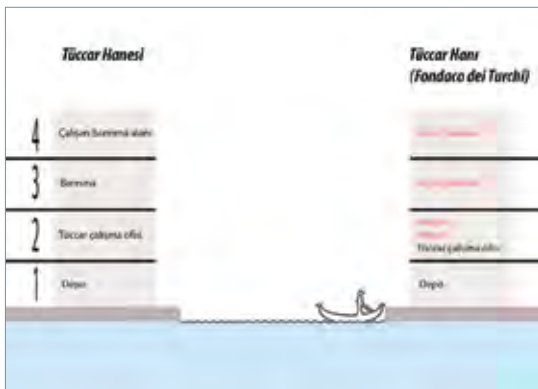 Tüccar Hanesi
Tüccar Hanı
(Fondaco dei Turchi)
4
Çalışan barınma alanı
3
Barınma
2
Tüccar çalışma ofisi
Tüccar çalışma ofisi
1
Depo
Depo